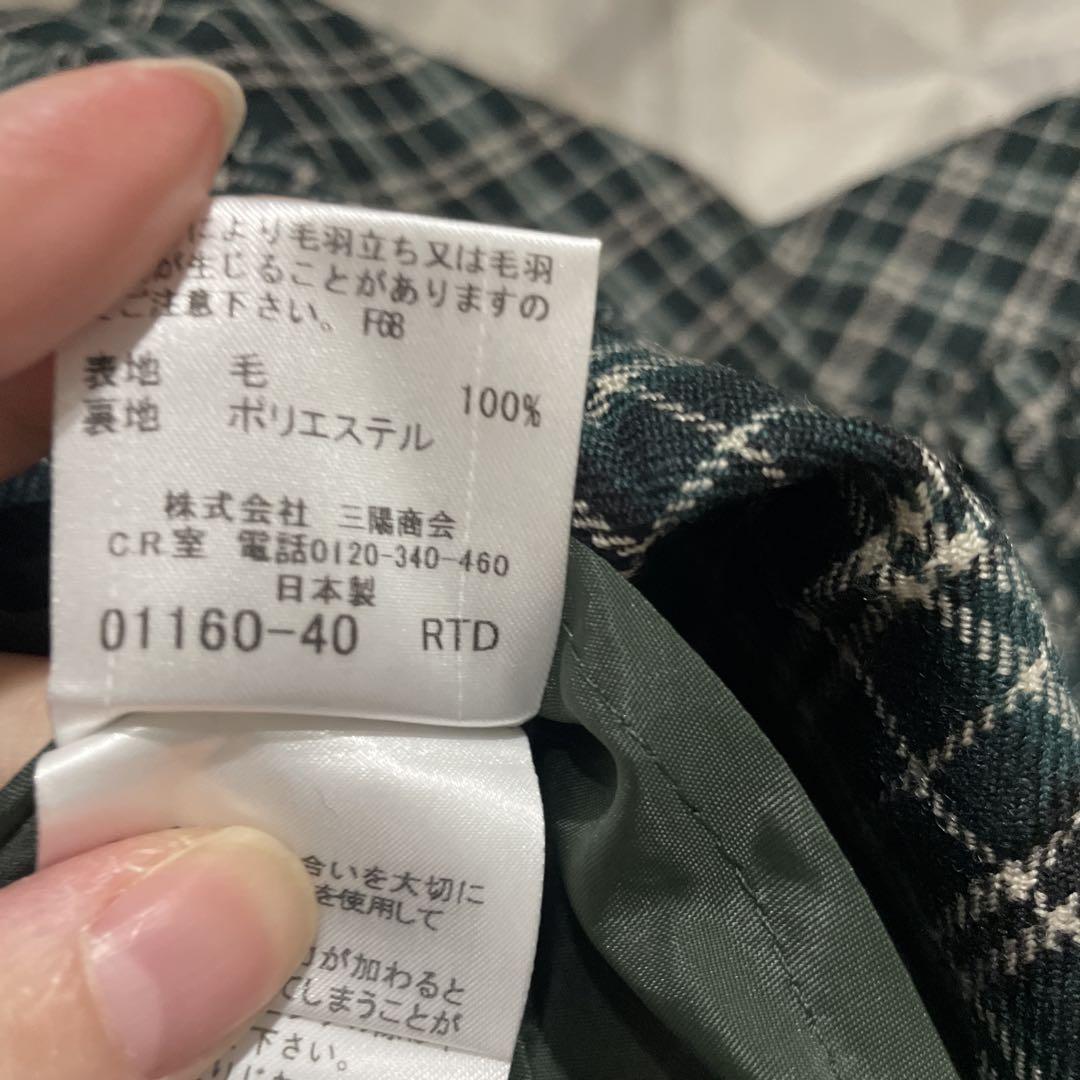 により毛羽立ち又は毛羽
が生じることがありますの
ご注意下さい。 F68
表地 毛 100%
裏地 ポリエステル
株式会社 三陽商会
C.R.室 電話0120-340-460
日本製
01160-40 RTD
合いを大切に
を使用して
が加わると
てしまうことが
下さい。